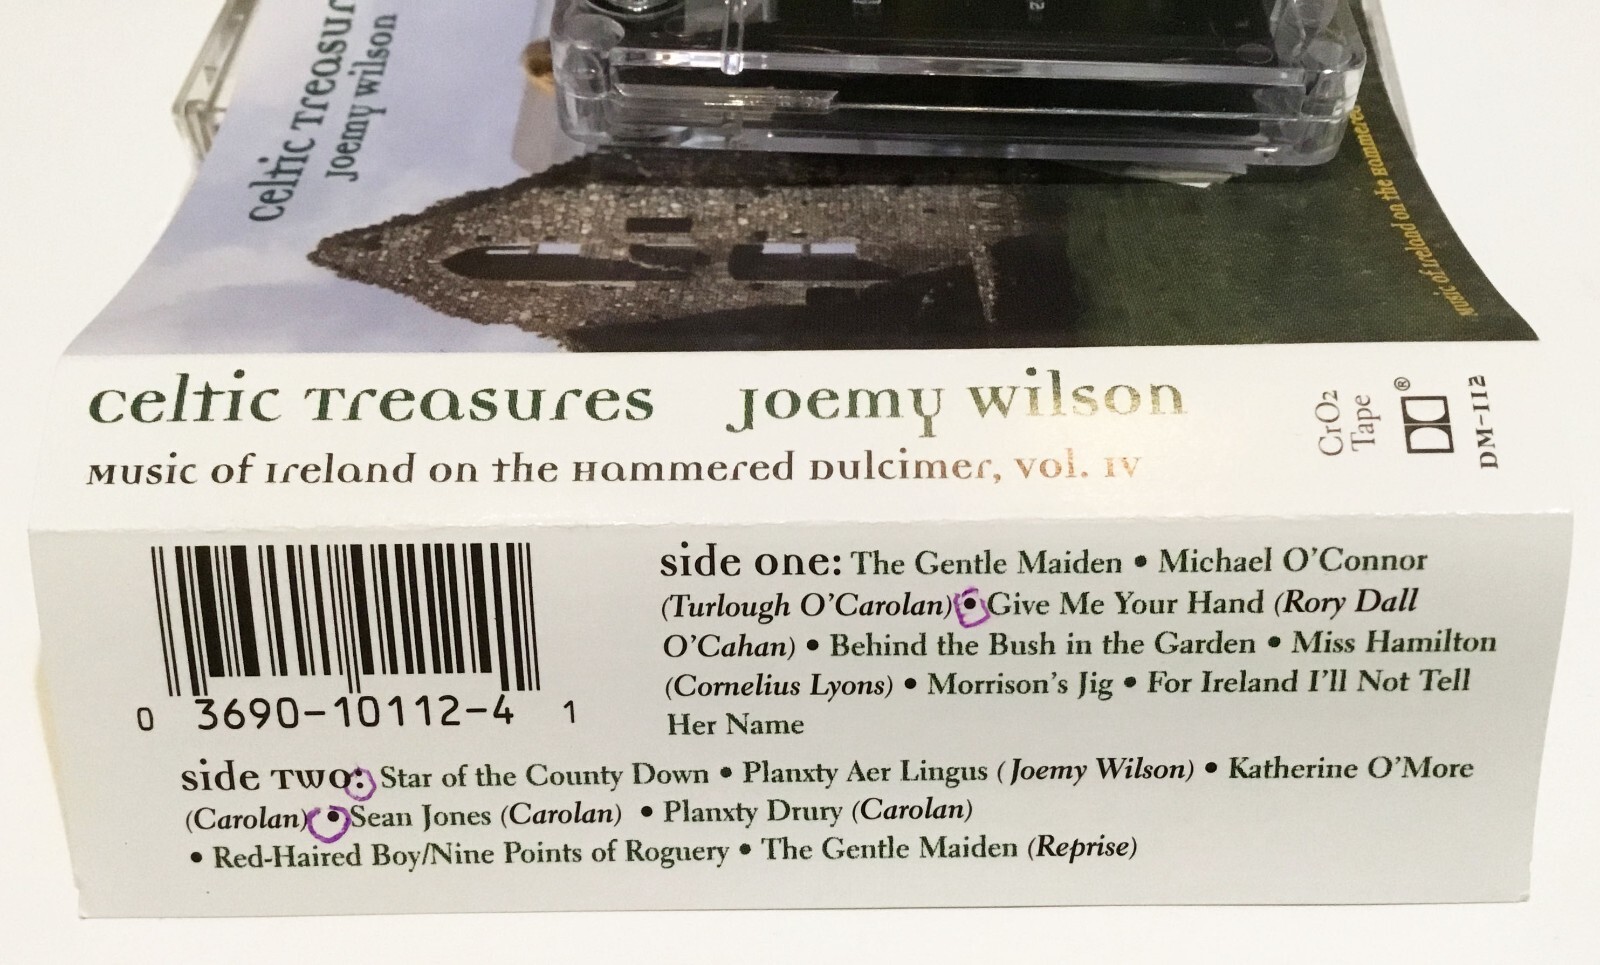 Celtic Treasur
Joemy Wilson
Music of Ireland on the Hammered
Celtic Treasures Joemy Wilson
Music of Ireland on the Hammered Dulcimer, Vol. IV
CrO2
Tape
®
DM-112
0 3690-10112-4 1
Side One: The Gentle Maiden • Michael O'Connor
(Turlough O'Carolan) • Give Me Your Hand (Rory Dall
O'Cahan) • Behind the Bush in the Garden • Miss Hamilton
(Cornelius Lyons) • Morrison's Jig • For Ireland I'll Not Tell
Her Name
Side Two: Star of the County Down • Planxty Aer Lingus (Joemy Wilson) • Katherine O'More
(Carolan) • Sean Jones (Carolan) • Planxty Drury (Carolan)
• Red-Haired Boy/Nine Points of Roguery • The Gentle Maiden (Reprise)